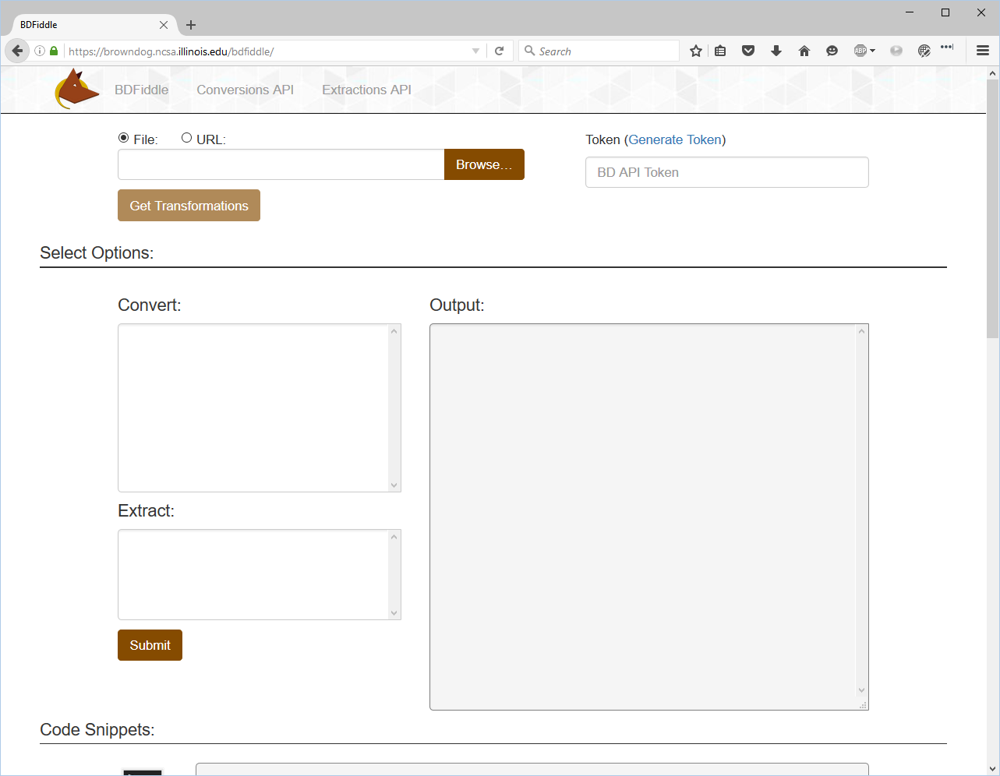 BDFiddle
https://browndog.ncsa.illinois.edu/bdfiddle/
Search
ABP
BDFiddle Conversions API Extractions API
File: URL:
Browse...
Token (Generate Token)
BD API Token
Get Transformations
Select Options:
Convert:
Output:
Extract:
Submit
Code Snippets: